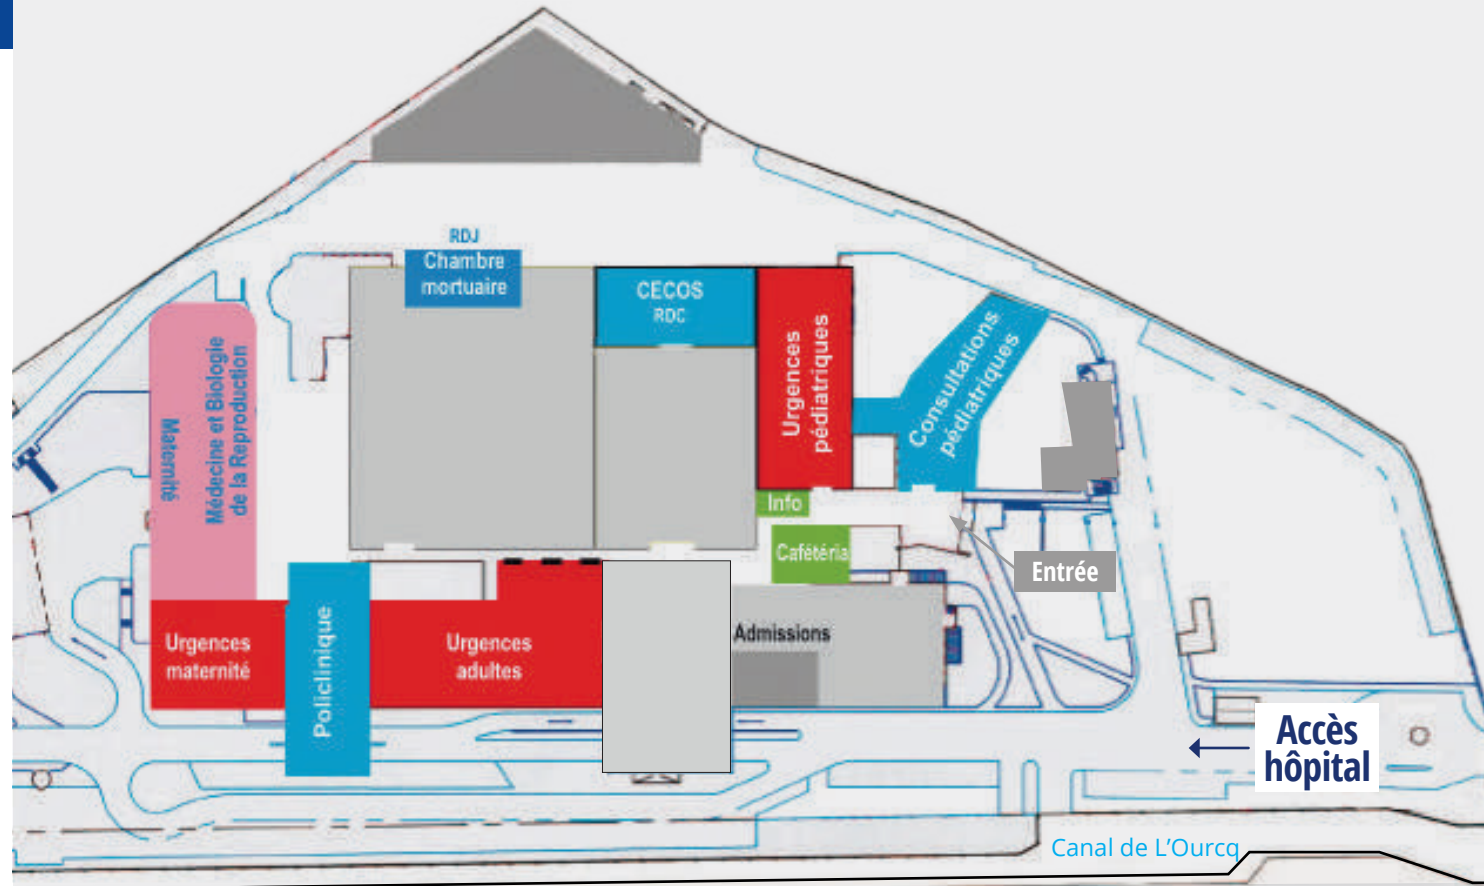 RDJ
Chambre
mortuaire
CECOS
RDC
Urgences
pédiatriques
Consultations
pédiatriques
Maternité
Médecine et Biologie
de la Reproduction
Info
Cafétéria
Entrée
Urgences
maternité
Policlinique
Urgences
adultes
Admissions
Accès
hôpital
Canal de L'Ourcq